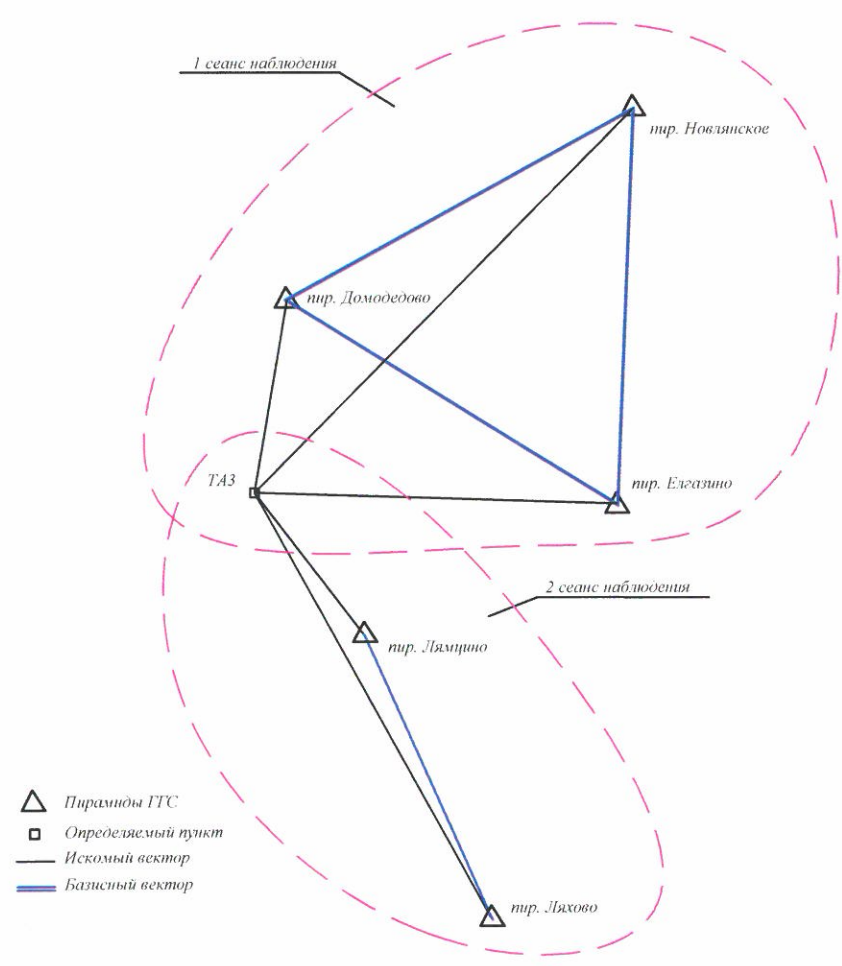 1 сеанс наблюдения
пир. Новлянское
пир. Домодедово
ТАЗ
пир. Елгазино
2 сеанс наблюдения
пир. Лямцино
Пирамиды ГГС
Определяемый пункт
Искомый вектор
Базисный вектор
пир. Ляхово